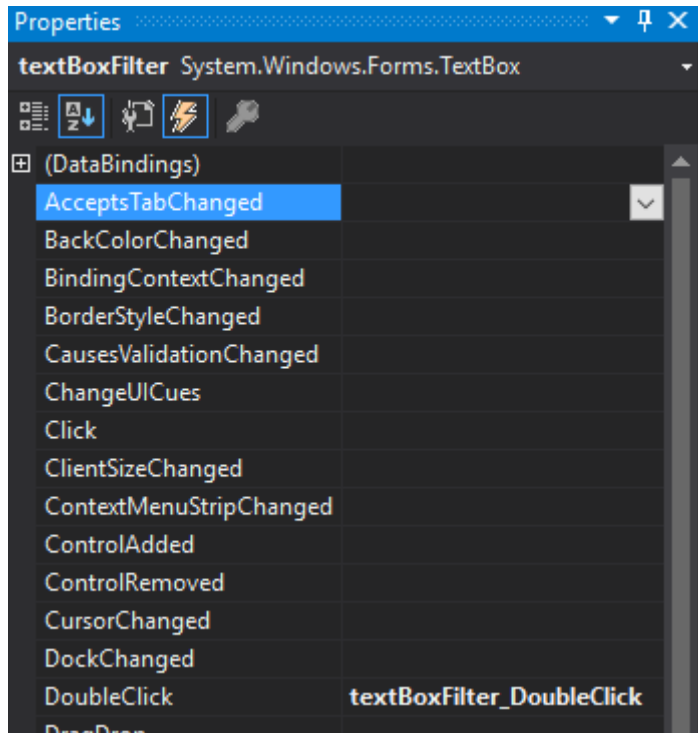 Properties
textBoxFilter System.Windows.Forms.TextBox
(DataBindings)
AcceptsTabChanged
BackColorChanged
BindingContextChanged
BorderStyleChanged
CausesValidationChanged
ChangeUICues
Click
ClientSizeChanged
ContextMenuStripChanged
ControlAdded
ControlRemoved
CursorChanged
DockChanged
DoubleClick textBoxFilter_DoubleClick
DragDrop